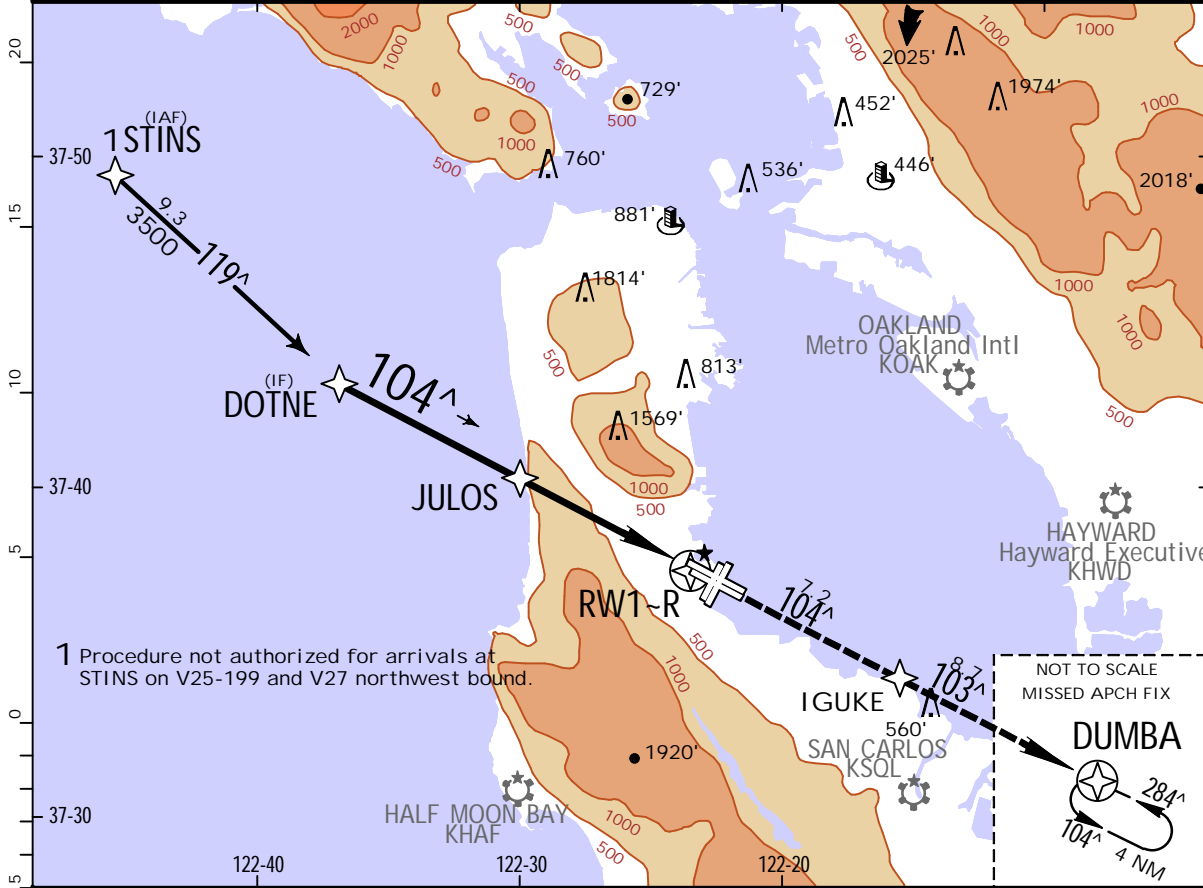 2000
1000
500
500
500
1000
500
500
729'
500
760'
536'
881'
452'
446'
500
2025'
1000
1000
1974'
1000
2018'
1000
1000
500
20
15
10
5
0
5
37-50
37-40
37-30
(IAF)
1 STINS
9.3
3500
119^
(IF)
DOTNE
104^
JULOS
1814'
500
813'
1569'
1000
500
OAKLAND
Metro Oakland Intl
KOAK
HAYWARD
Hayward Executive
KHWD
RW1~R
7.2
104^
500
1000
1 Procedure not authorized for arrivals at
STINS on V25-199 and V27 northwest bound.
IGUKE
8.7
103^
560'
SAN CARLOS
KSQL
1920'
HALF MOON BAY
KHAF
1000
500
NOT TO SCALE
MISSED APCH FIX
DUMBA
284^
104^
4 NM
122-40
122-30
122-20